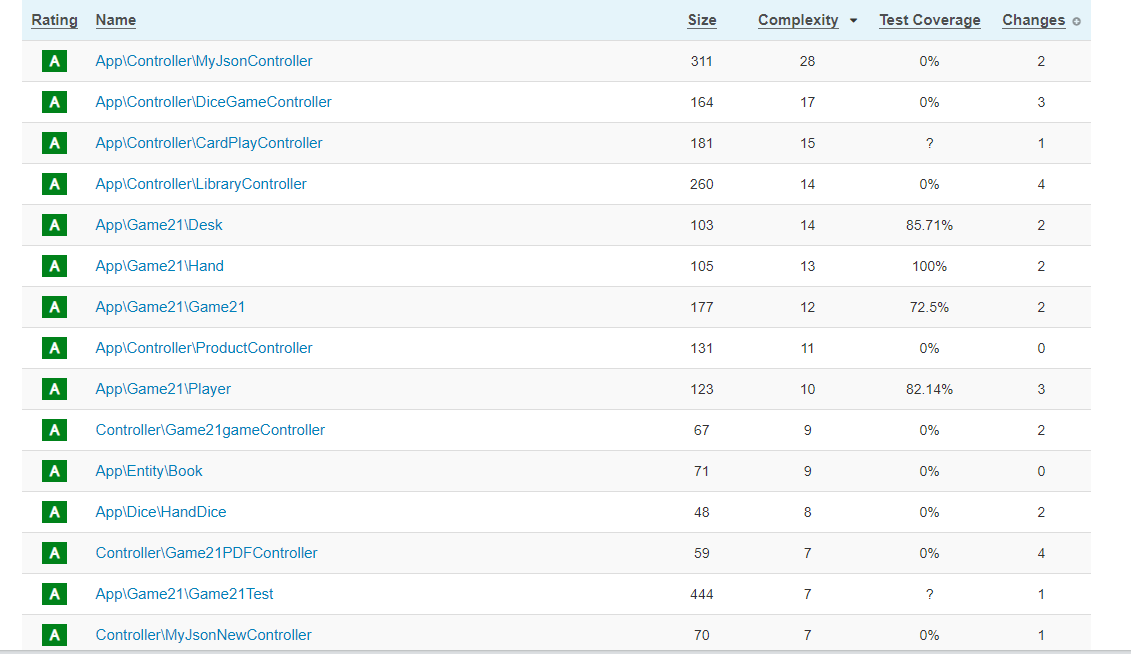 Rating Name Size Complexity Test Coverage Changes
A App\Controller\MyJsonController 311 28 0% 2
A App\Controller\DiceGameController 164 17 0% 3
A App\Controller\CardPlayController 181 15 ? 1
A App\Controller\LibraryController 260 14 0% 4
A App\Game21\Desk 103 14 85.71% 2
A App\Game21\Hand 105 13 100% 2
A App\Game21\Game21 177 12 72.5% 2
A App\Controller\ProductController 131 11 0% 0
A App\Game21\Player 123 10 82.14% 3
A Controller\Game21gameController 67 9 0% 2
A App\Entity\Book 71 9 0% 0
A App\Dice\HandDice 48 8 0% 2
A Controller\Game21PDFController 59 7 0% 4
A App\Game21\Game21Test 444 7 ? 1
A Controller\MyJsonNewController 70 7 0% 1